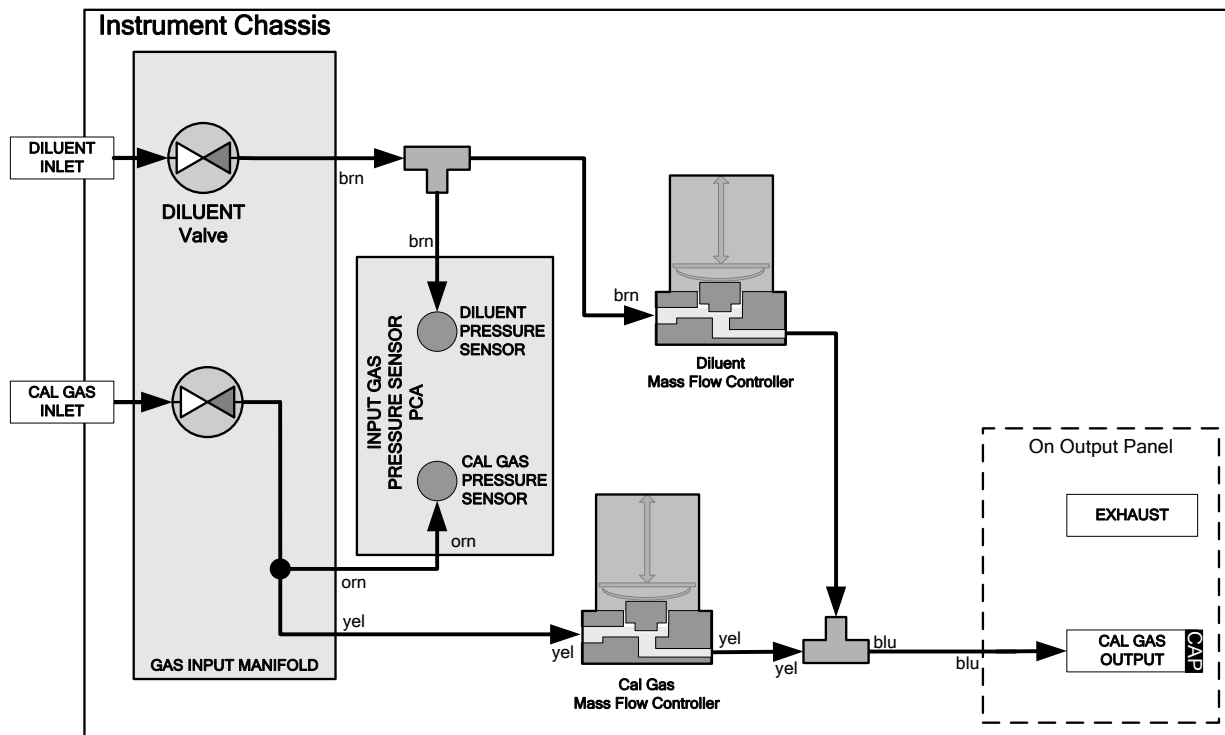 Instrument Chassis
DILUENT
INLET
DILUENT
Valve
brn
brn
brn
INPUT GAS
PRESSURE SENSOR
PCA
DILUENT
PRESSURE
SENSOR
Diluent
Mass Flow Controller
CAL GAS
INLET
CAL GAS
PRESSURE
SENSOR
orn
orn
yel
GAS INPUT MANIFOLD
yel
yel
yel
Cal Gas
Mass Flow Controller
blu
blu
On Output Panel
EXHAUST
CAL GAS
OUTPUT
CAP